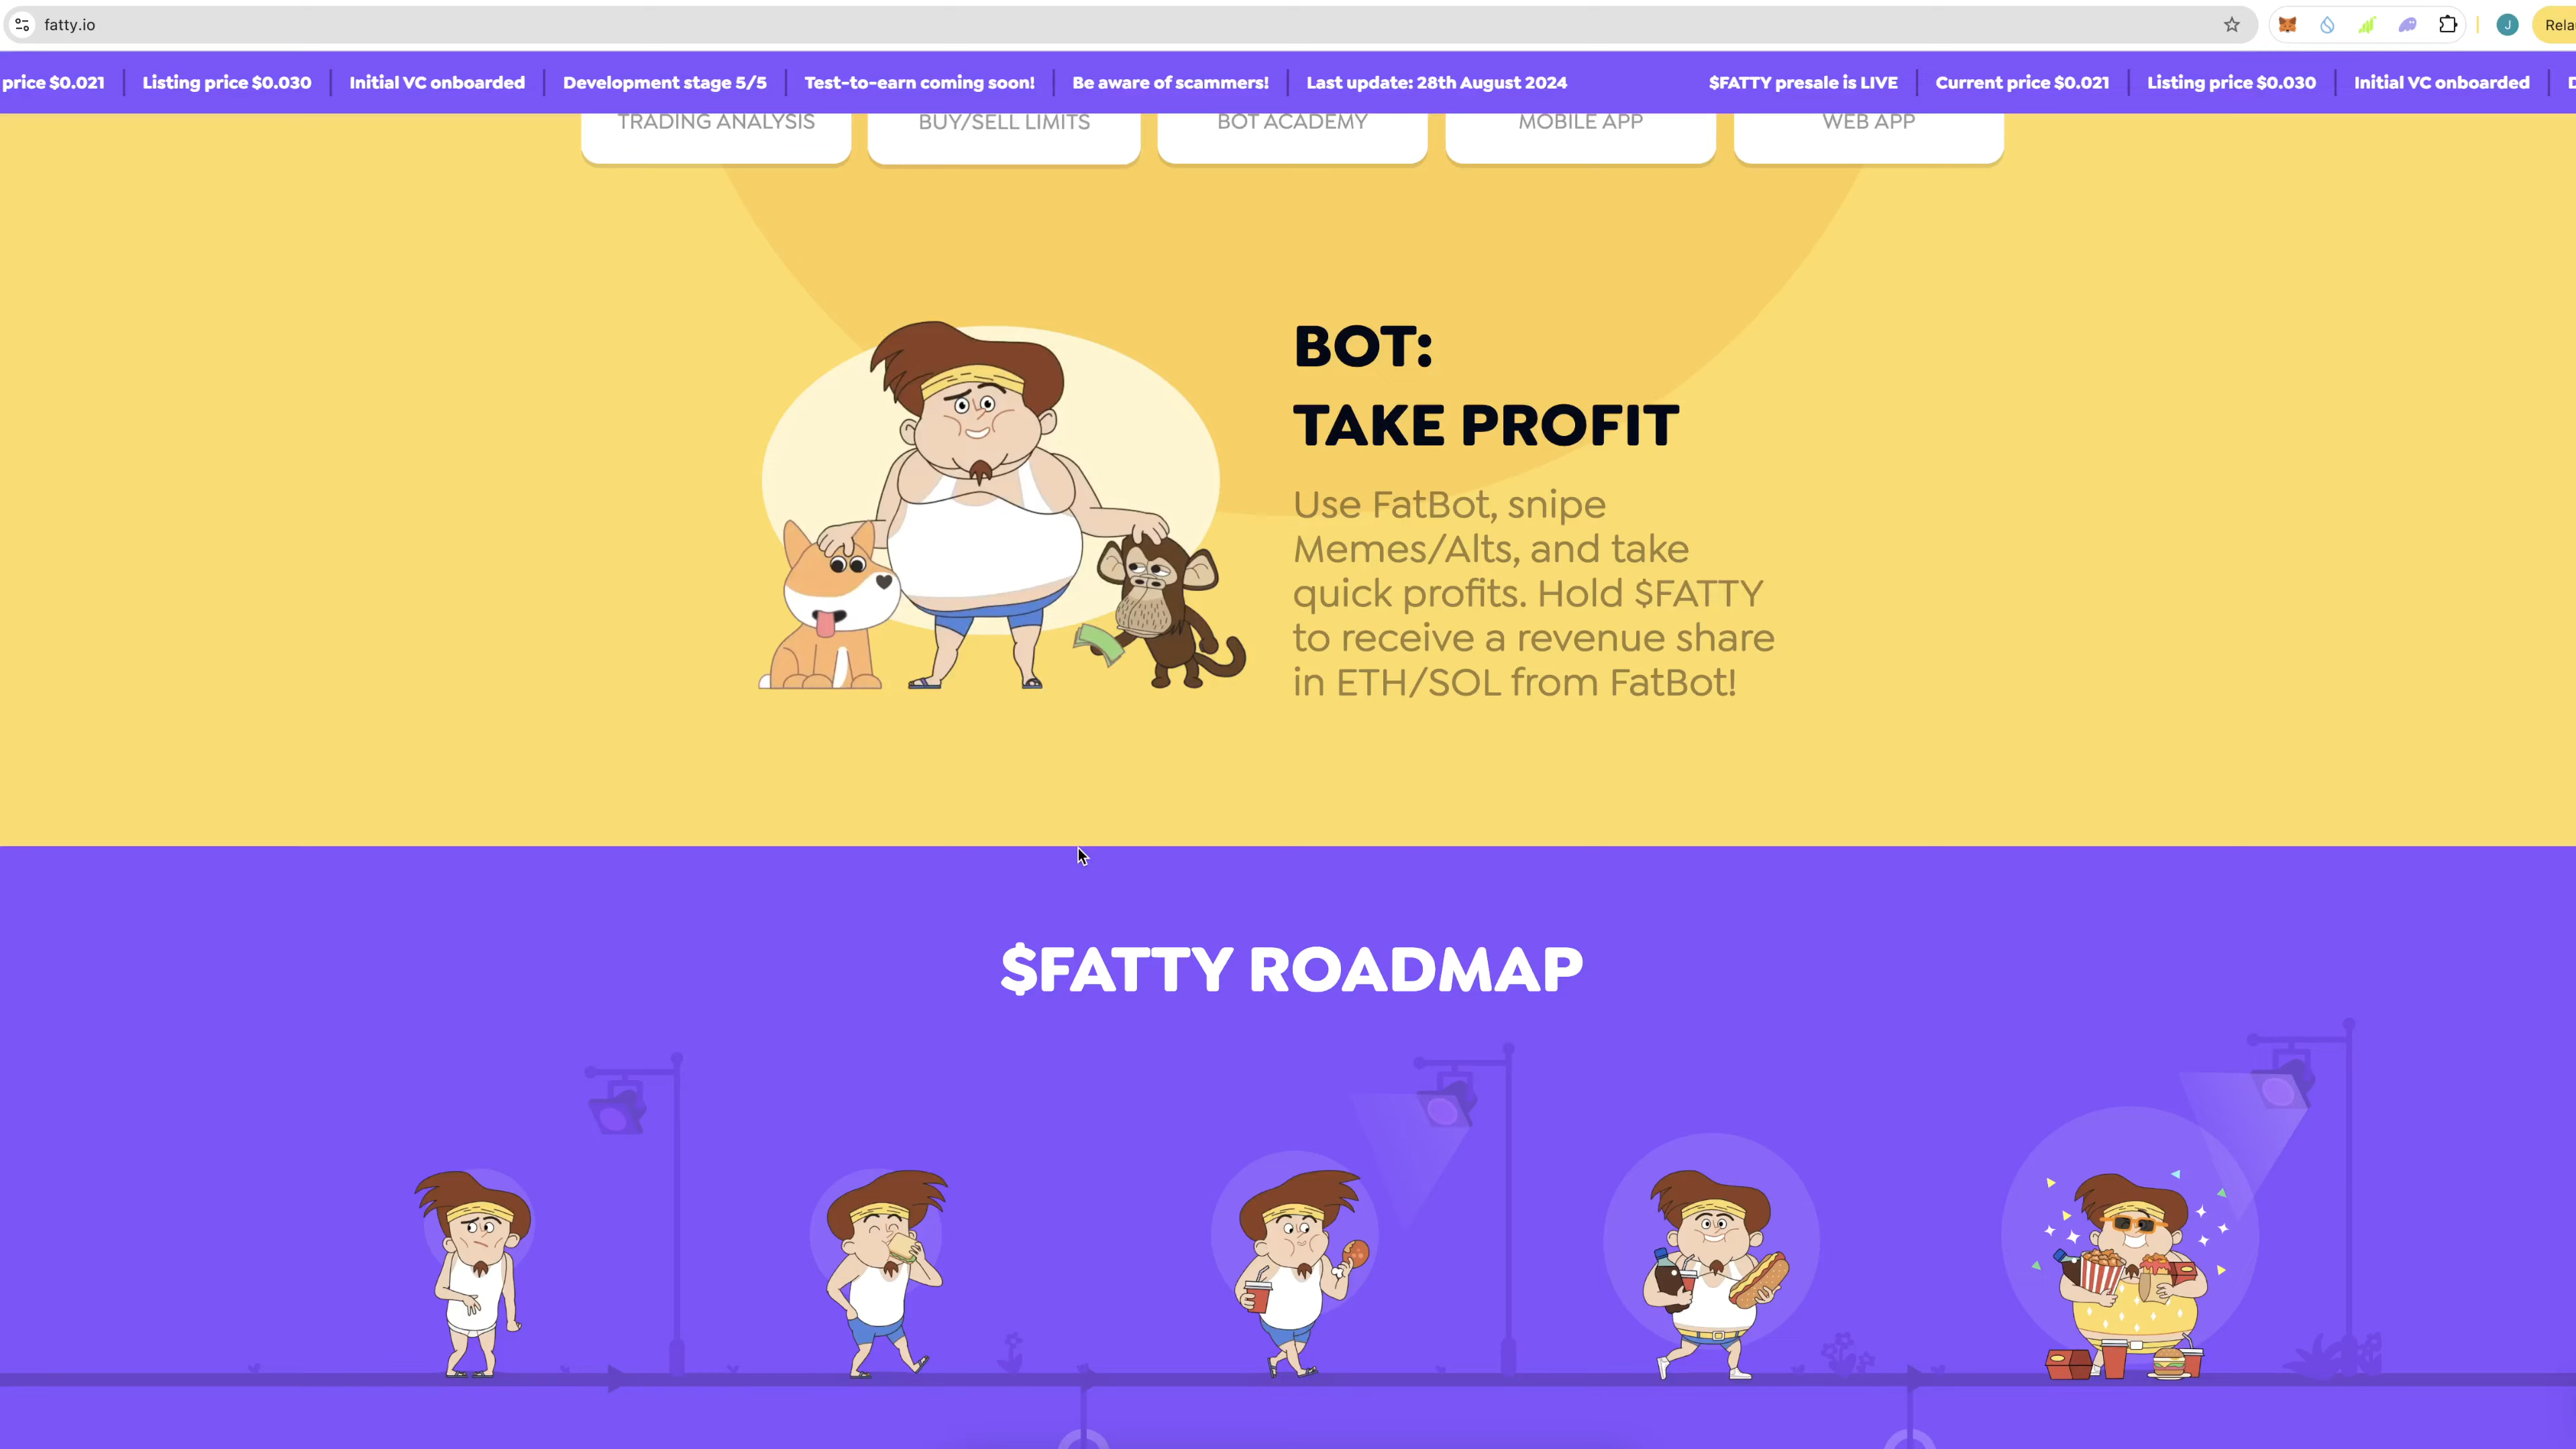 fatty.io
J
Rela
price $0.021 Listing price $0.030 Initial VC onboarded Development stage 5/5 Test-to-earn coming soon! Be aware of scammers! Last update: 28th August 2024 $FATTY presale is LIVE Current price $0.021 Listing price $0.030 Initial VC onboarded
TRADING ANALYSIS BUY/SELL LIMITS BOT ACADEMY MOBILE APP WEB APP
BOT:
TAKE PROFIT
Use FatBot, snipe
Memes/Alts, and take
quick profits. Hold $FATTY
to receive a revenue share
in ETH/SOL from FatBot!
$FATTY ROADMAP